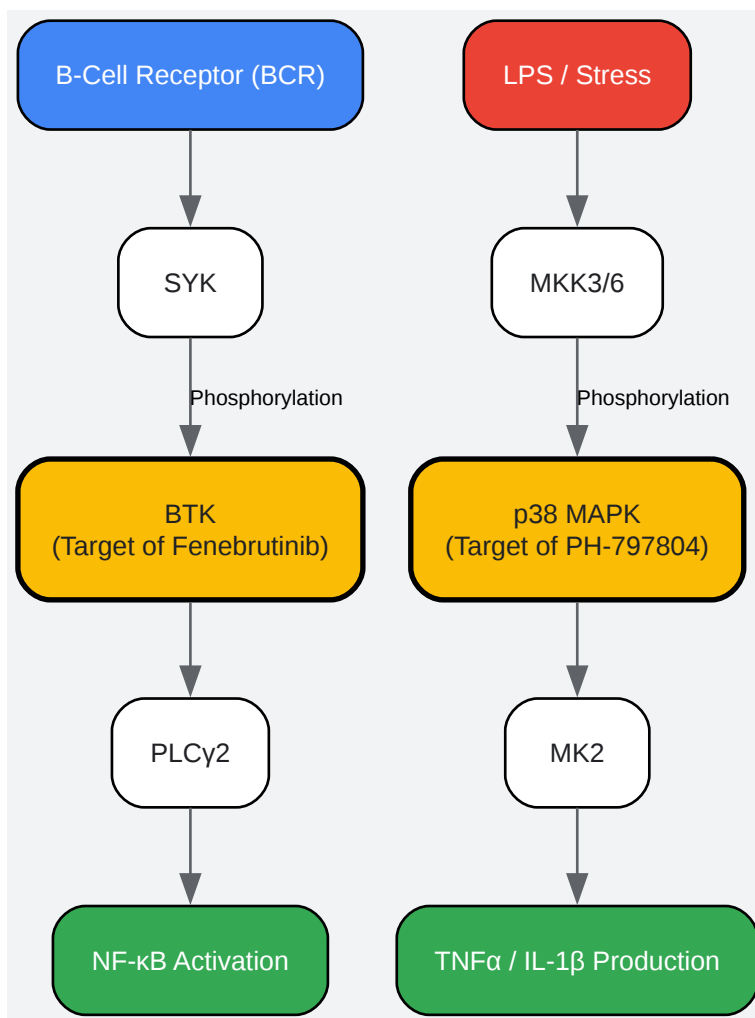 B-Cell Receptor (BCR)
LPS / Stress
SYK
MKK3/6
Phosphorylation
Phosphorylation
BTK
(Target of Fenebrutinib)
p38 MAPK
(Target of PH-797804)
PLCγ2
MK2
NF-κB Activation
TNFα / IL-1β Production